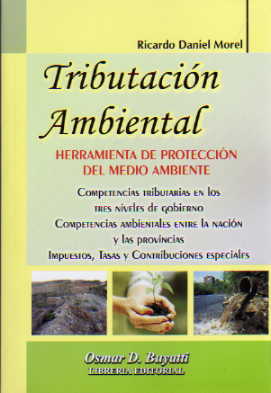 Ricardo Daniel Morel
Tributación
Ambiental
HERRAMIENTA DE PROTECCIÓN
DEL MEDIO AMBIENTE
Competencias tributarias en los
tres niveles de gobierno
Competencias ambientales entre la nación
y las provincias
Impuestos, Tasas y Contribuciones especiales
Osmar D. Buyatti
LIBRERIA EDITORIAL